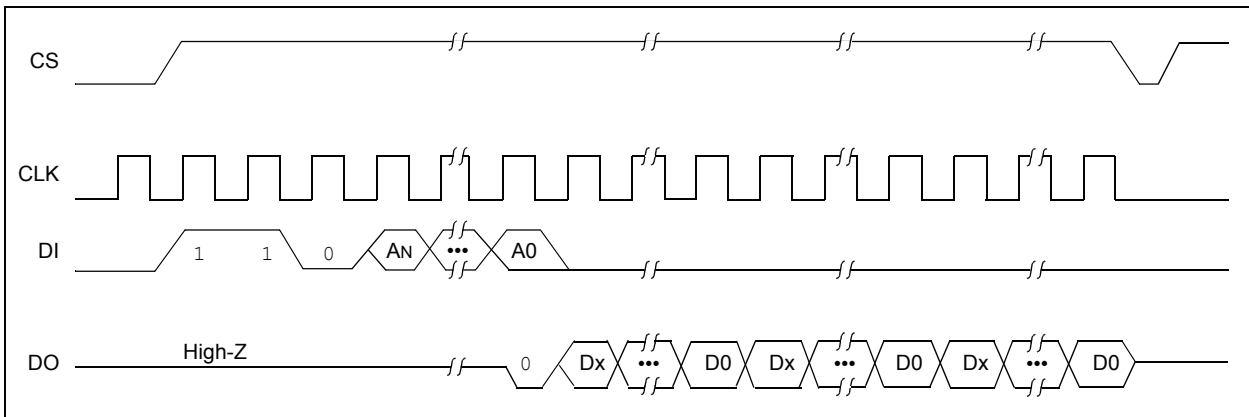 CS
CLK
DI 1 1 0 AN ••• A0
High-Z
DO 0 Dx ••• D0 Dx ••• D0 Dx ••• D0